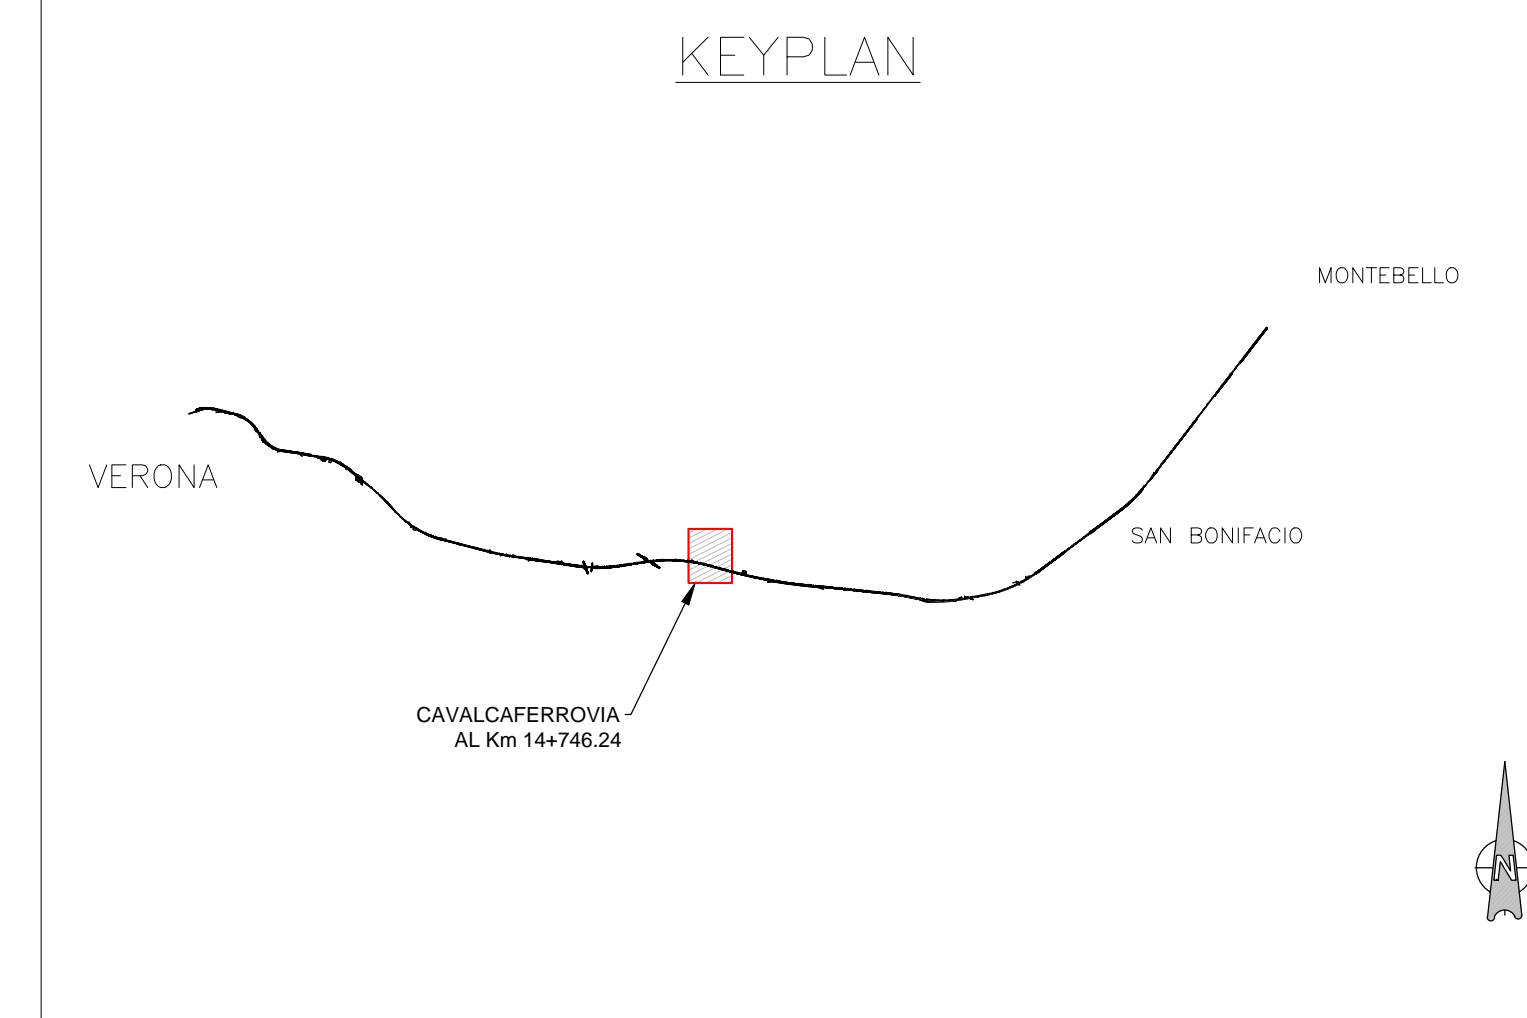 KEYPLAN
MONTEBELLO
VERONA
SAN BONIFACIO
CAVALCAFERROVIA
AL Km 14+746.24
N